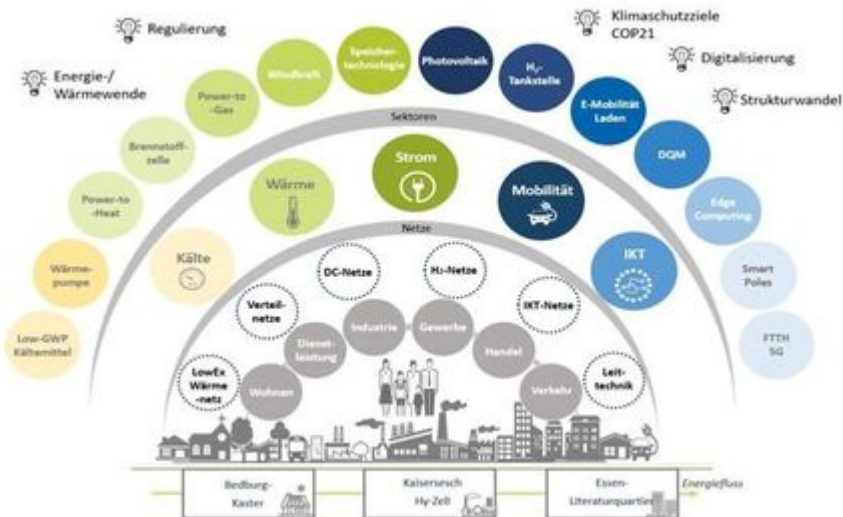 Regulierung
Klimaschutzziele
COP21
Energie-/
Wärmewende
Digitalisierung
Strukturwandel
Low-GWP
Kältemittel
Wärme-
pumpe
Power-to
-Heat
Brennstoff-
zelle
Power-to
-Gas
Windkraft
Speicher-
technologie
Photovoltaik
H₂-
Tankstelle
E-Mobilität
Laden
DQM
Edge
Computing
Smart
Poles
FTTH
5G
Sektoren
Kälte
Wärme
Strom
Mobilität
IKT
Netze
LowEx
Wärme
-netz
Verteil-
netze
DC-Netze
H₂-Netze
IKT-Netze
Leit-
technik
Wohnen
Dienst-
leistung
Industrie
Gewerbe
Handel
Verkehr
Bedburg-
Kaster
Kaisersesch
Hy-Zell
Essen-
Literaturquartier
Energiefluss